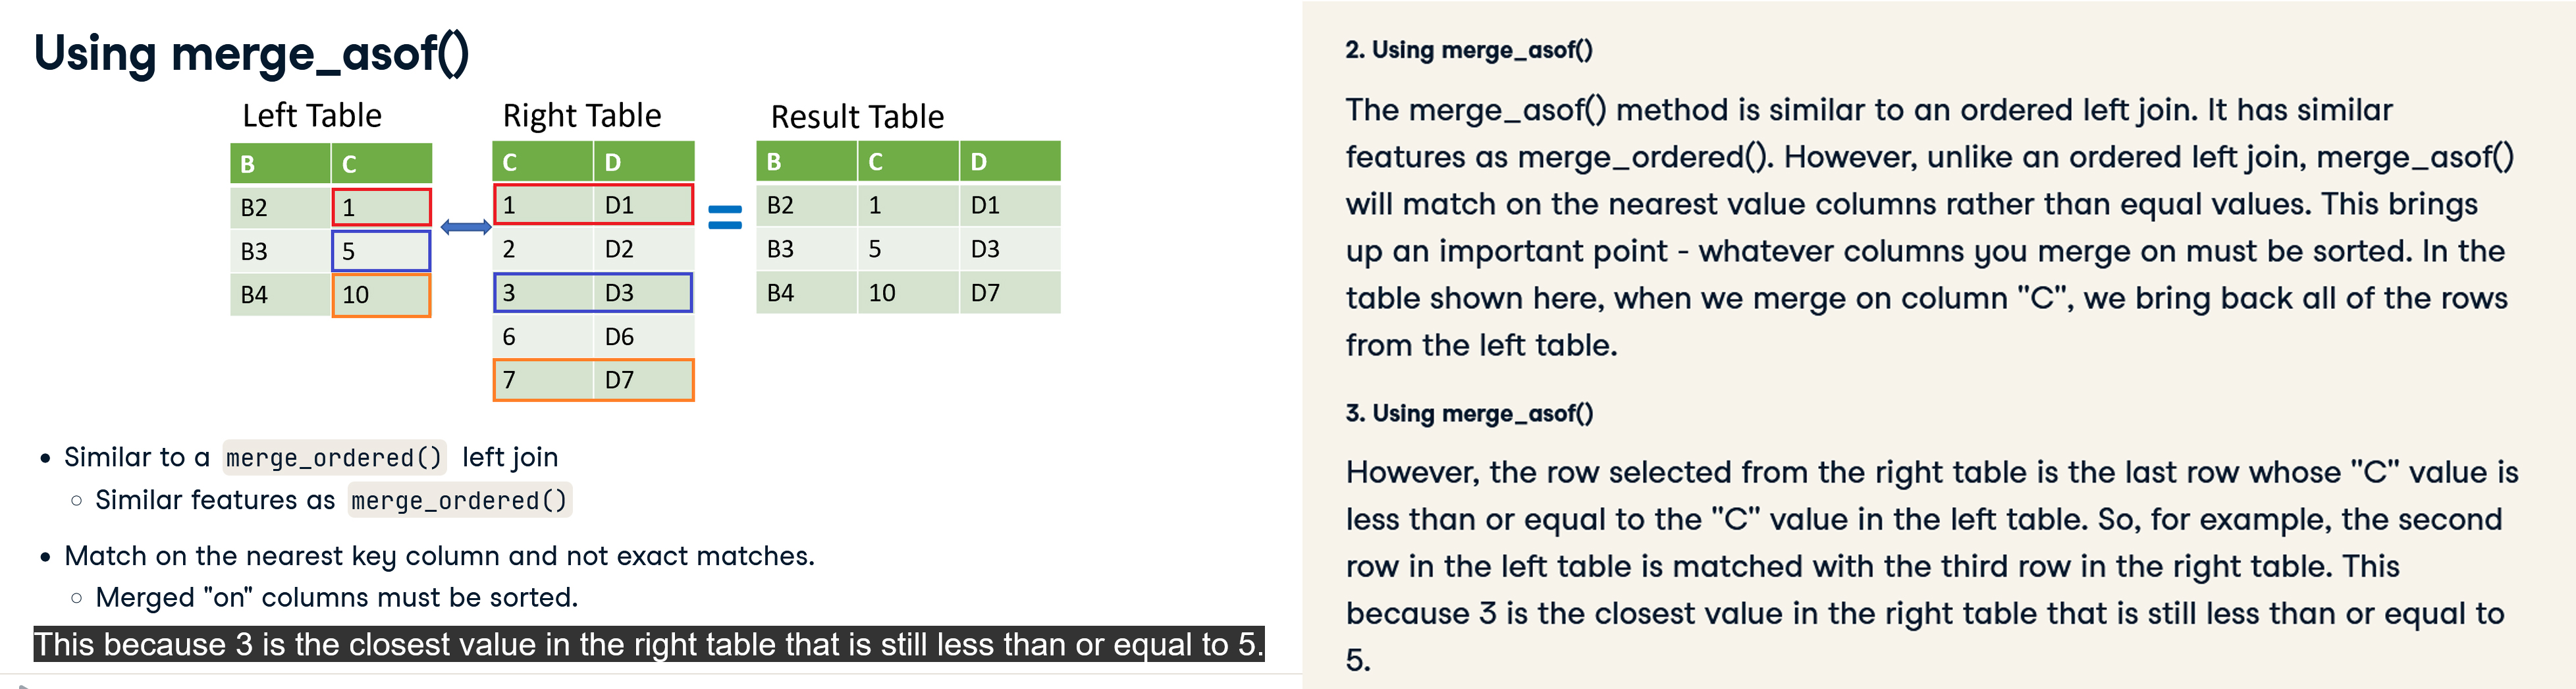 Using merge_asof()
Left Table
B C
B2 1
B3 5
B4 10
Right Table
C D
1 D1
2 D2
3 D3
6 D6
7 D7
=
Result Table
B C D
B2 1 D1
B3 5 D3
B4 10 D7
• Similar to a merge_ordered() left join
○ Similar features as merge_ordered()
• Match on the nearest key column and not exact matches.
○ Merged "on" columns must be sorted.
This because 3 is the closest value in the right table that is still less than or equal to 5.
2. Using merge_asof()
The merge_asof() method is similar to an ordered left join. It has similar
features as merge_ordered(). However, unlike an ordered left join, merge_asof()
will match on the nearest value columns rather than equal values. This brings
up an important point - whatever columns you merge on must be sorted. In the
table shown here, when we merge on column "C", we bring back all of the rows
from the left table.
3. Using merge_asof()
However, the row selected from the right table is the last row whose "C" value is
less than or equal to the "C" value in the left table. So, for example, the second
row in the left table is matched with the third row in the right table. This
because 3 is the closest value in the right table that is still less than or equal to
5.